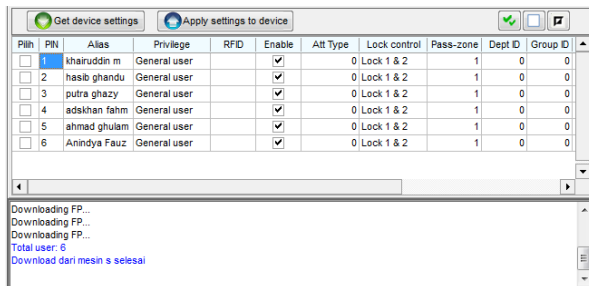 Get device settings Apply settings to device
Pilih PIN Alias Privilege RFID Enable Att Type Lock control Pass-zone Dept ID Group ID
1 khairuddin m General user 0 Lock 1 & 2 1 0 0
2 hasib ghandu General user 0 Lock 1 & 2 1 0 0
3 putra ghazy General user 0 Lock 1 & 2 1 0 0
4 adskhan fahm General user 0 Lock 1 & 2 1 0 0
5 ahmad ghulam General user 0 Lock 1 & 2 1 0 0
6 Anindya Fauz General user 0 Lock 1 & 2 1 0 0
Downloading FP...
Downloading FP...
Downloading FP...
Total user: 6
Download dari mesin s selesai